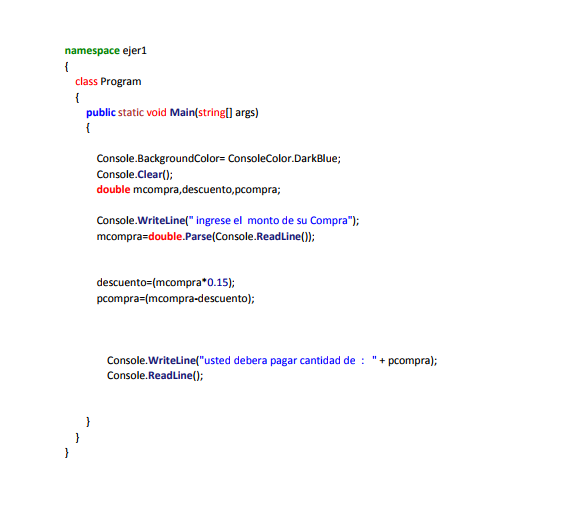 namespace ejer1
{
class Program
{
public static void Main(string[] args)
{
Console.BackgroundColor= ConsoleColor.DarkBlue;
Console.Clear();
double mcompra,descuento,pcompra;
Console.WriteLine(" ingrese el  monto de su Compra");
mcompra=double.Parse(Console.ReadLine());
descuento=(mcompra*0.15);
pcompra=(mcompra-descuento);
Console.WriteLine("usted debera pagar cantidad de  :   " + pcompra);
Console.ReadLine();
}
}
}